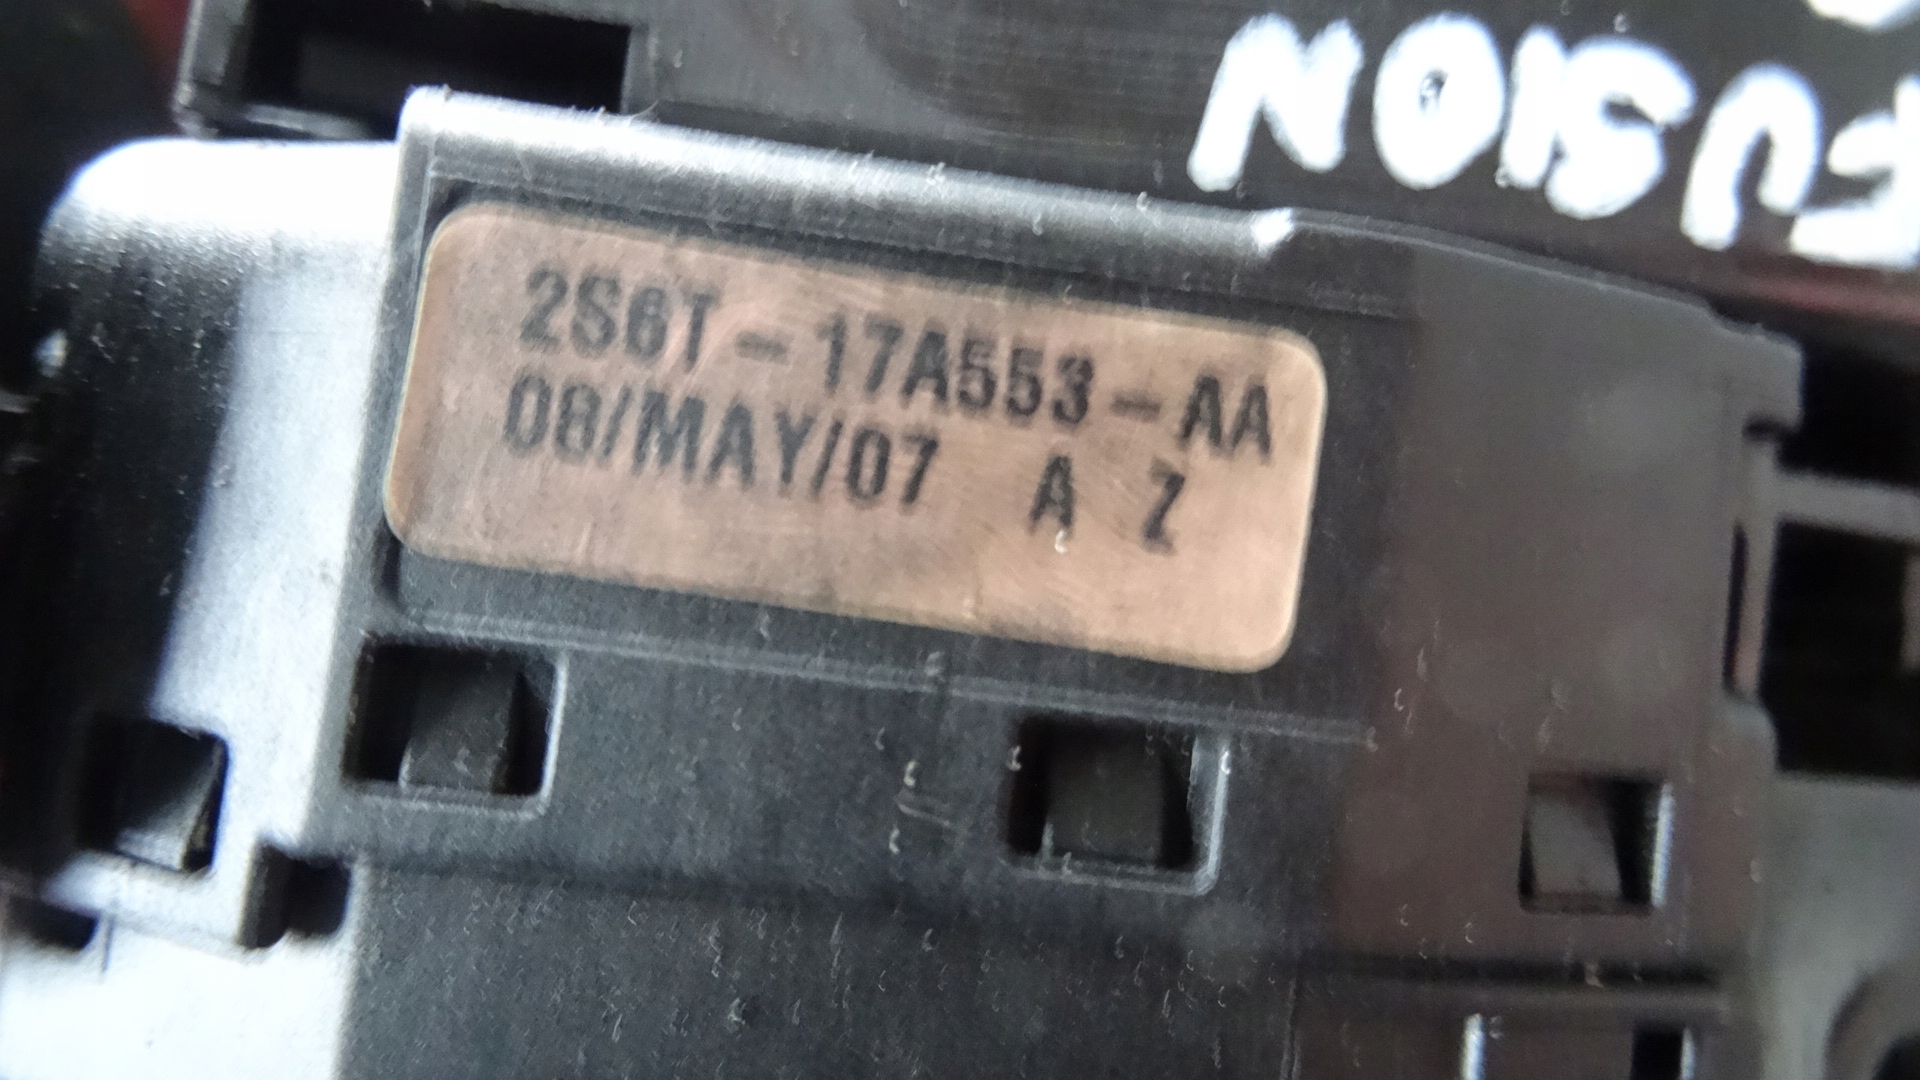 FUSION
2S6T-17A553-AA
08/MAY/07 A Z